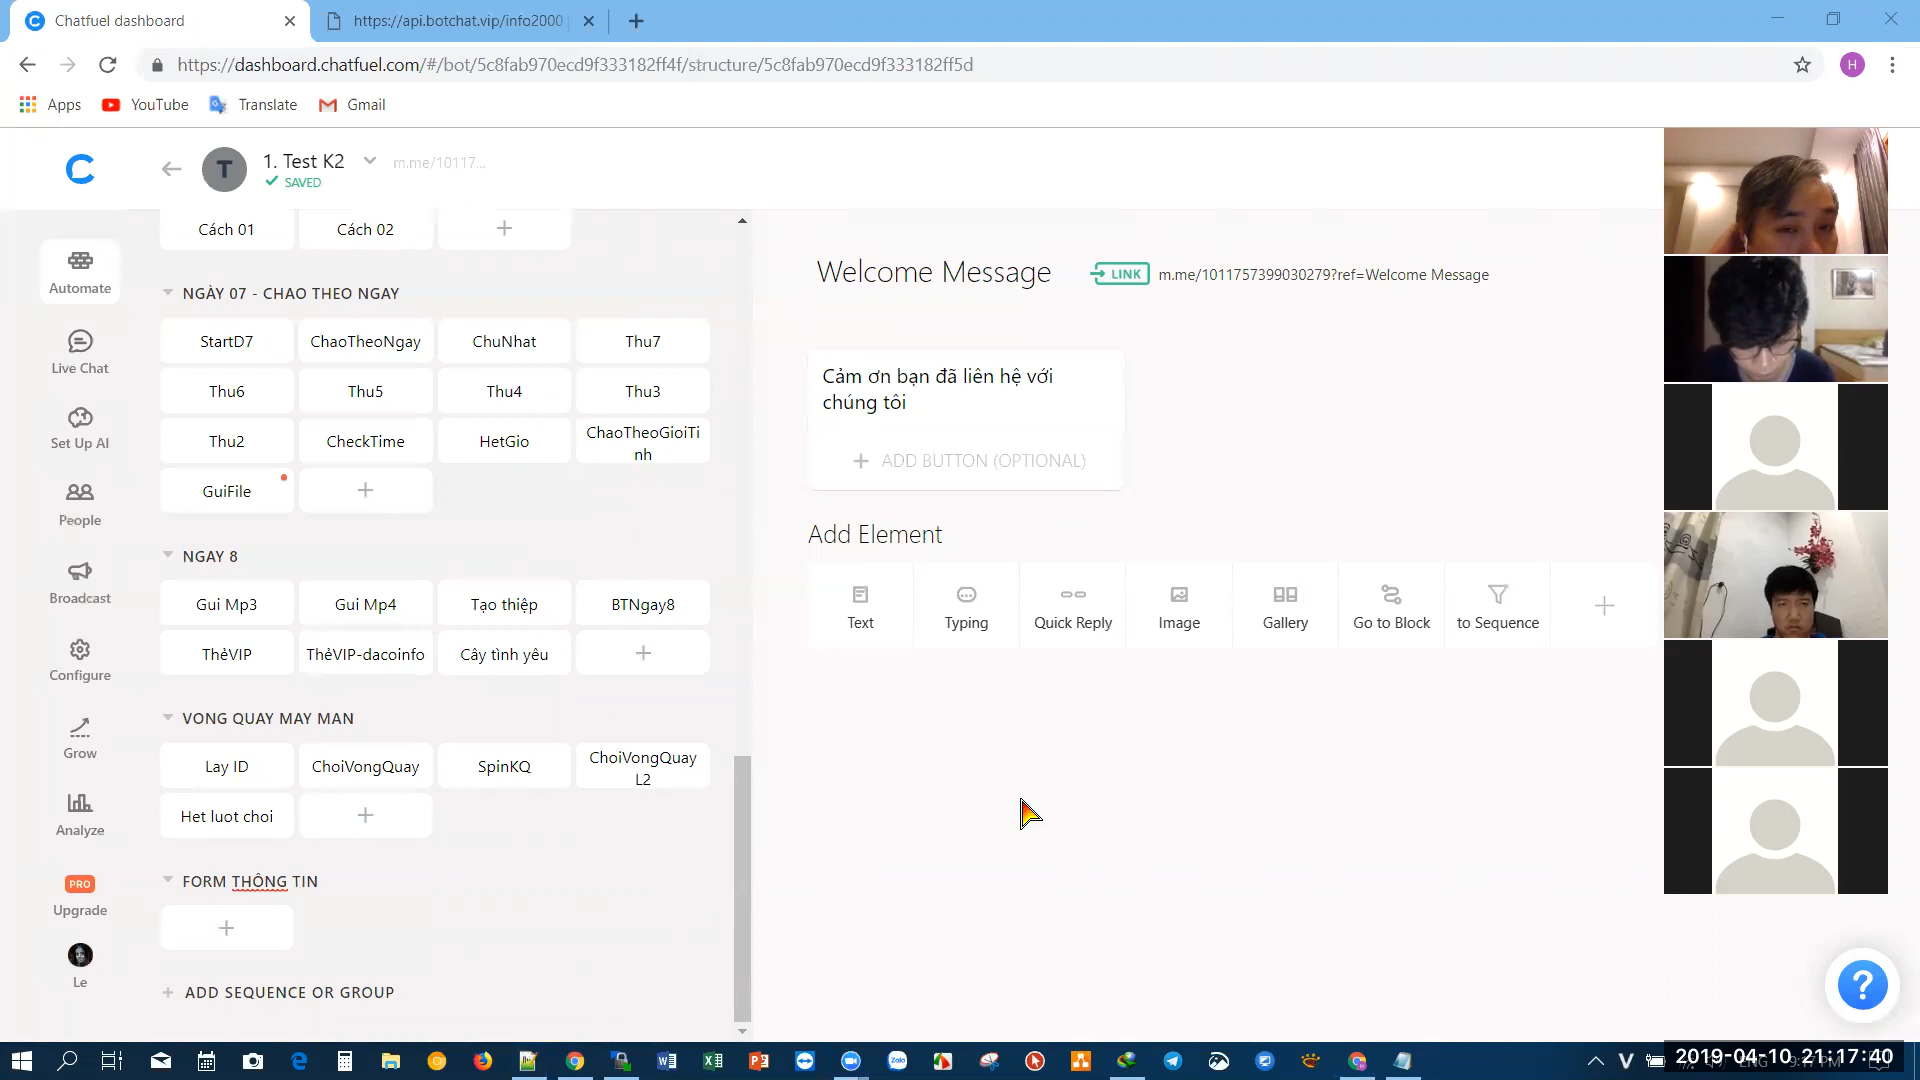 Chatfuel dashboard
https://api.botchat.vip/info2000
https://dashboard.chatfuel.com/#/bot/5c8fab970ecd9f333182ff4f/structure/5c8fab970ecd9f333182ff5d
H
Apps
YouTube
Translate
Gmail
T
1. Test K2
m.me/10117...
SAVED
Automate
Live Chat
Set Up AI
People
Broadcast
Configure
Grow
Analyze
PRO
Upgrade
Le
Cách 01
Cách 02
NGÀY 07 - CHAO THEO NGAY
StartD7
ChaoTheoNgay
ChuNhat
Thu7
Thu6
Thu5
Thu4
Thu3
Thu2
CheckTime
HetGio
ChaoTheoGioiTi
nh
GuiFile
NGAY 8
Gui Mp3
Gui Mp4
Tạo thiệp
BTNgay8
ThẻVIP
ThẻVIP-dacoinfo
Cây tình yêu
VONG QUAY MAY MAN
Lay ID
ChoiVongQuay
SpinKQ
ChoiVongQuay
L2
Het luot choi
FORM THÔNG TIN
ADD SEQUENCE OR GROUP
Welcome Message
LINK
m.me/1011757399030279?ref=Welcome Message
Cảm ơn bạn đã liên hệ với
chúng tôi
ADD BUTTON (OPTIONAL)
Add Element
Text
Typing
Quick Reply
Image
Gallery
Go to Block
to Sequence
?
2019-04-10 21:17:40